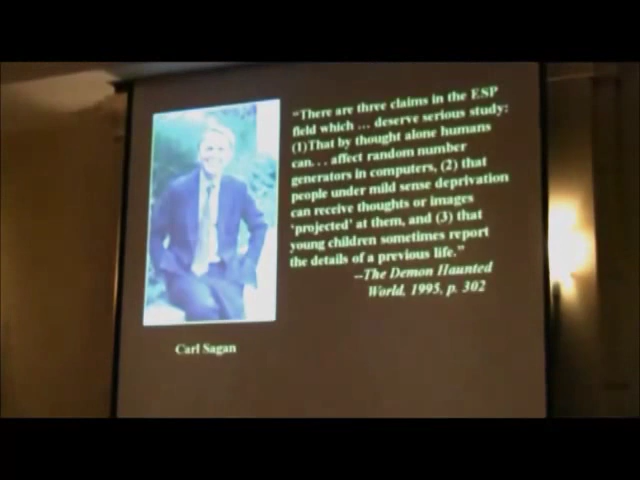 “There are three claims in the ESP
field which ... deserve serious study:
(1)That by thought alone humans
can. . . affect random number
generators in computers, (2) that
people under mild sense deprivation
can receive thoughts or images
‘projected’ at them, and (3) that
young children sometimes report
the details of a previous life.”
--The Demon Haunted
World, 1995, p. 302
Carl Sagan